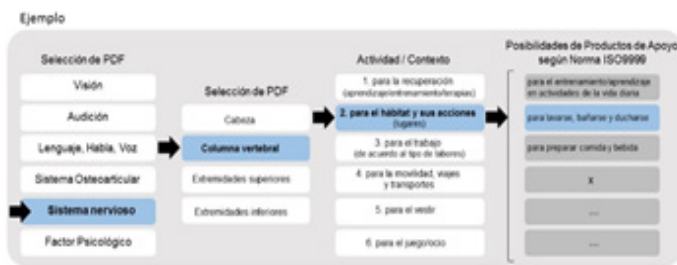 Ejemplo
Selección de PDF
Visión
Audición
Lenguaje, Habla, Voz
Sistema Osteoarticular
Sistema nervioso
Factor Psicológico
Selección de PDF
Cabeza
Columna vertebral
Extremidades superiores
Extremidades inferiores
Actividad / Contexto
1. para la recuperación
(aprendizaje/entrenamiento/terapias)
2. para el hábitat y sus acciones
(lugares)
3. para el trabajo
(de acuerdo al tipo de labores)
4. para la movilidad, viajes
y transportes
5. para el vestir
6. para el juego/ocio
Posibilidades de Productos de Apoyo
según Norma ISO9999
para el entrenamiento/aprendizaje
en actividades de la vida diaria
para lavarse, bañarse y ducharse
para preparar comida y bebida
x
...
...